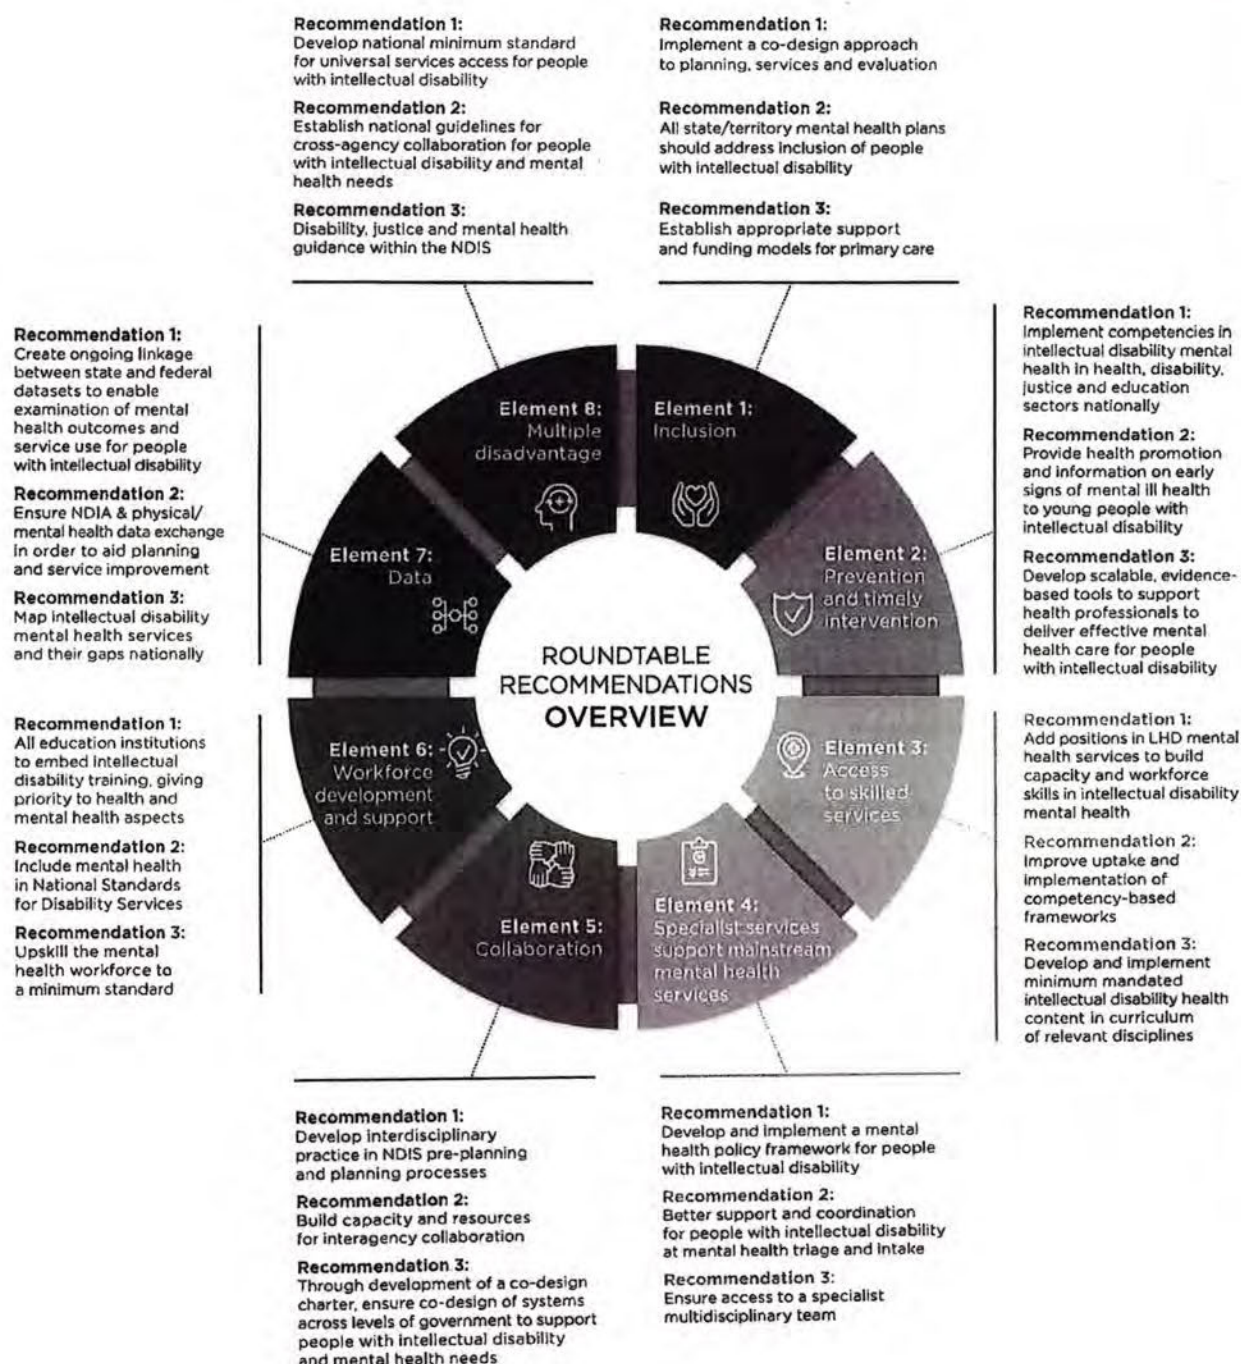 Recommendation 1:
Develop national minimum standard
for universal services access for people
with intellectual disability
Recommendation 2:
Establish national guidelines for
cross-agency collaboration for people
with intellectual disability and mental
health needs
Recommendation 3:
Disability, justice and mental health
guidance within the NDIS
Recommendation 1:
Implement a co-design approach
to planning, services and evaluation
Recommendation 2:
All state/territory mental health plans
should address inclusion of people
with intellectual disability
Recommendation 3:
Establish appropriate support
and funding models for primary care
Recommendation 1:
Create ongoing linkage
between state and federal
datasets to enable
examination of mental
health outcomes and
service use for people
with intellectual disability
Recommendation 2:
Ensure NDIA & physical/
mental health data exchange
in order to aid planning
and service improvement
Recommendation 3:
Map intellectual disability
mental health services
and their gaps nationally
Element 8:
Multiple
disadvantage
Element 1:
Inclusion
Element 7:
Data
Element 2:
Prevention
and timely
intervention
ROUNDTABLE
RECOMMENDATIONS
OVERVIEW
Element 6:
Workforce
development
and support
Element 3:
Access
to skilled
services
Element 5:
Collaboration
Element 4:
Specialist services
support mainstream
mental health
services
Recommendation 1:
Implement competencies in
intellectual disability mental
health in health, disability,
justice and education
sectors nationally
Recommendation 2:
Provide health promotion
and information on early
signs of mental ill health
to young people with
intellectual disability
Recommendation 3:
Develop scalable, evidence-
based tools to support
health professionals to
deliver effective mental
health care for people
with intellectual disability
Recommendation 1:
All education institutions
to embed intellectual
disability training, giving
priority to health and
mental health aspects
Recommendation 2:
Include mental health
in National Standards
for Disability Services
Recommendation 3:
Upskill the mental
health workforce to
a minimum standard
Recommendation 1:
Add positions in LHD mental
health services to build
capacity and workforce
skills in intellectual disability
mental health
Recommendation 2:
Improve uptake and
implementation of
competency-based
frameworks
Recommendation 3:
Develop and implement
minimum mandated
intellectual disability health
content in curriculum
of relevant disciplines
Recommendation 1:
Develop interdisciplinary
practice in NDIS pre-planning
and planning processes
Recommendation 2:
Build capacity and resources
for interagency collaboration
Recommendation 3:
Through development of a co-design
charter, ensure co-design of systems
across levels of government to support
people with intellectual disability
and mental health needs
Recommendation 1:
Develop and implement a mental
health policy framework for people
with intellectual disability
Recommendation 2:
Better support and coordination
for people with intellectual disability
at mental health triage and intake
Recommendation 3:
Ensure access to a specialist
multidisciplinary team